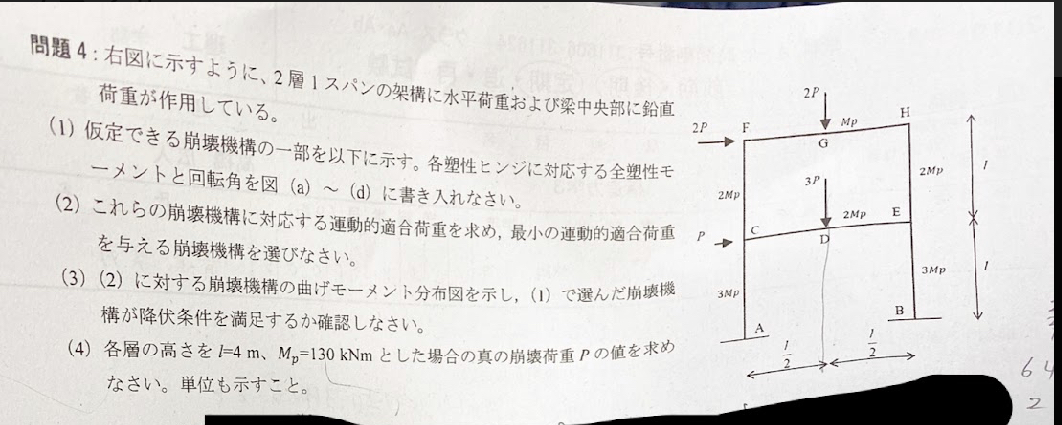 問題4：右図に示すように、2層1スパンの架構に水平荷重および梁中央部に鉛直
荷重が作用している。
(1) 仮定できる崩壊機構の一部を以下に示す。各塑性ヒンジに対応する全塑性モ
ーメントと回転角を図 (a) ～ (d) に書き入れなさい。
(2) これらの崩壊機構に対応する運動的適合荷重を求め，最小の運動的適合荷重
を与える崩壊機構を選びなさい。
(3) (2) に対する崩壊機構の曲げモーメント分布図を示し，(1) で選んだ崩壊機
構が降伏条件を満足するか確認しなさい。
(4) 各層の高さを l=4 m、Mp=130 kNm とした場合の真の崩壊荷重 P の値を求め
なさい。単位も示すこと。
2P
2P F Mp H
G
2Mp 3P 2Mp l
P C 2Mp E
D
3Mp 3Mp l
A B
l/2 l/2
64
2